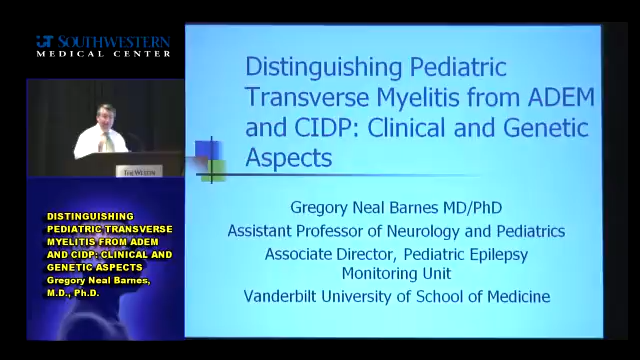 UT SOUTHWESTERN
MEDICAL CENTER
THE WESTIN
DISTINGUISHING
PEDIATRIC TRANSVERSE
MYELITIS FROM ADEM
AND CIDP: CLINICAL AND
GENETIC ASPECTS
Gregory Neal Barnes,
M.D., Ph.D.
Distinguishing Pediatric
Transverse Myelitis from ADEM
and CIDP: Clinical and Genetic
Aspects
Gregory Neal Barnes MD/PhD
Assistant Professor of Neurology and Pediatrics
Associate Director, Pediatric Epilepsy
Monitoring Unit
Vanderbilt University of School of Medicine